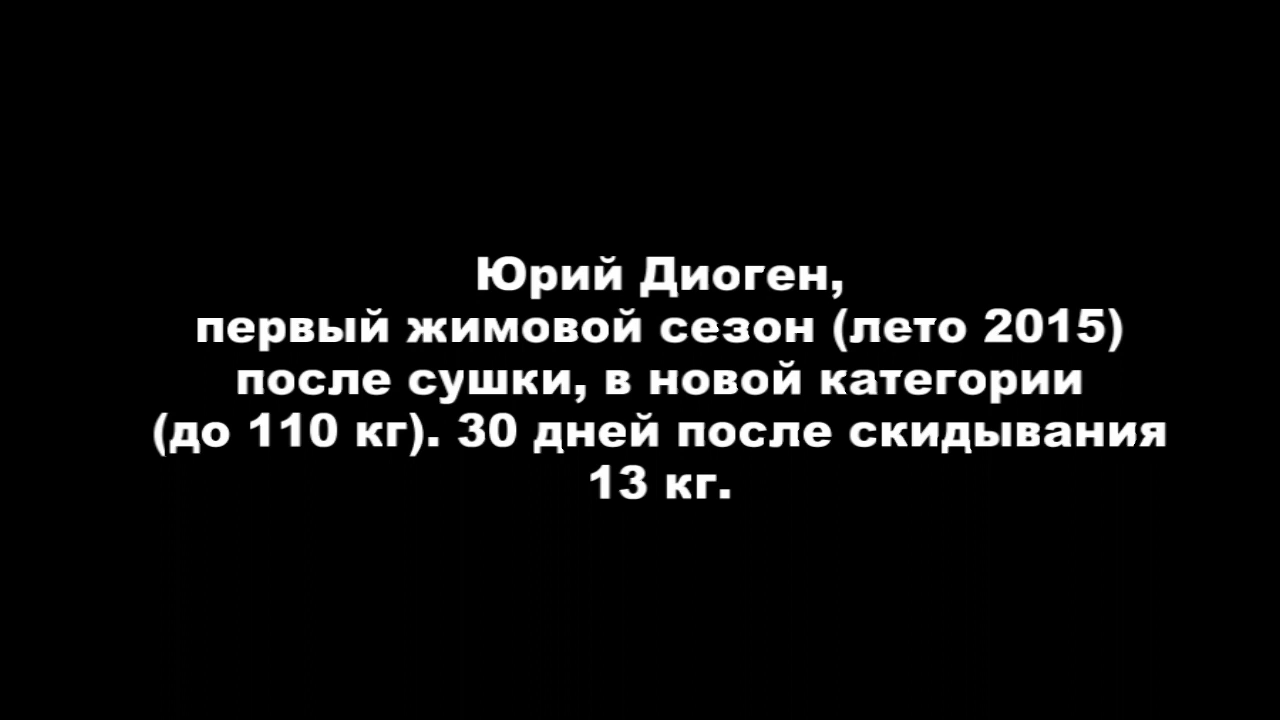 Юрий Диоген,
первый жимовой сезон (лето 2015)
после сушки, в новой категории
(до 110 кг). 30 дней после скидывания
13 кг.